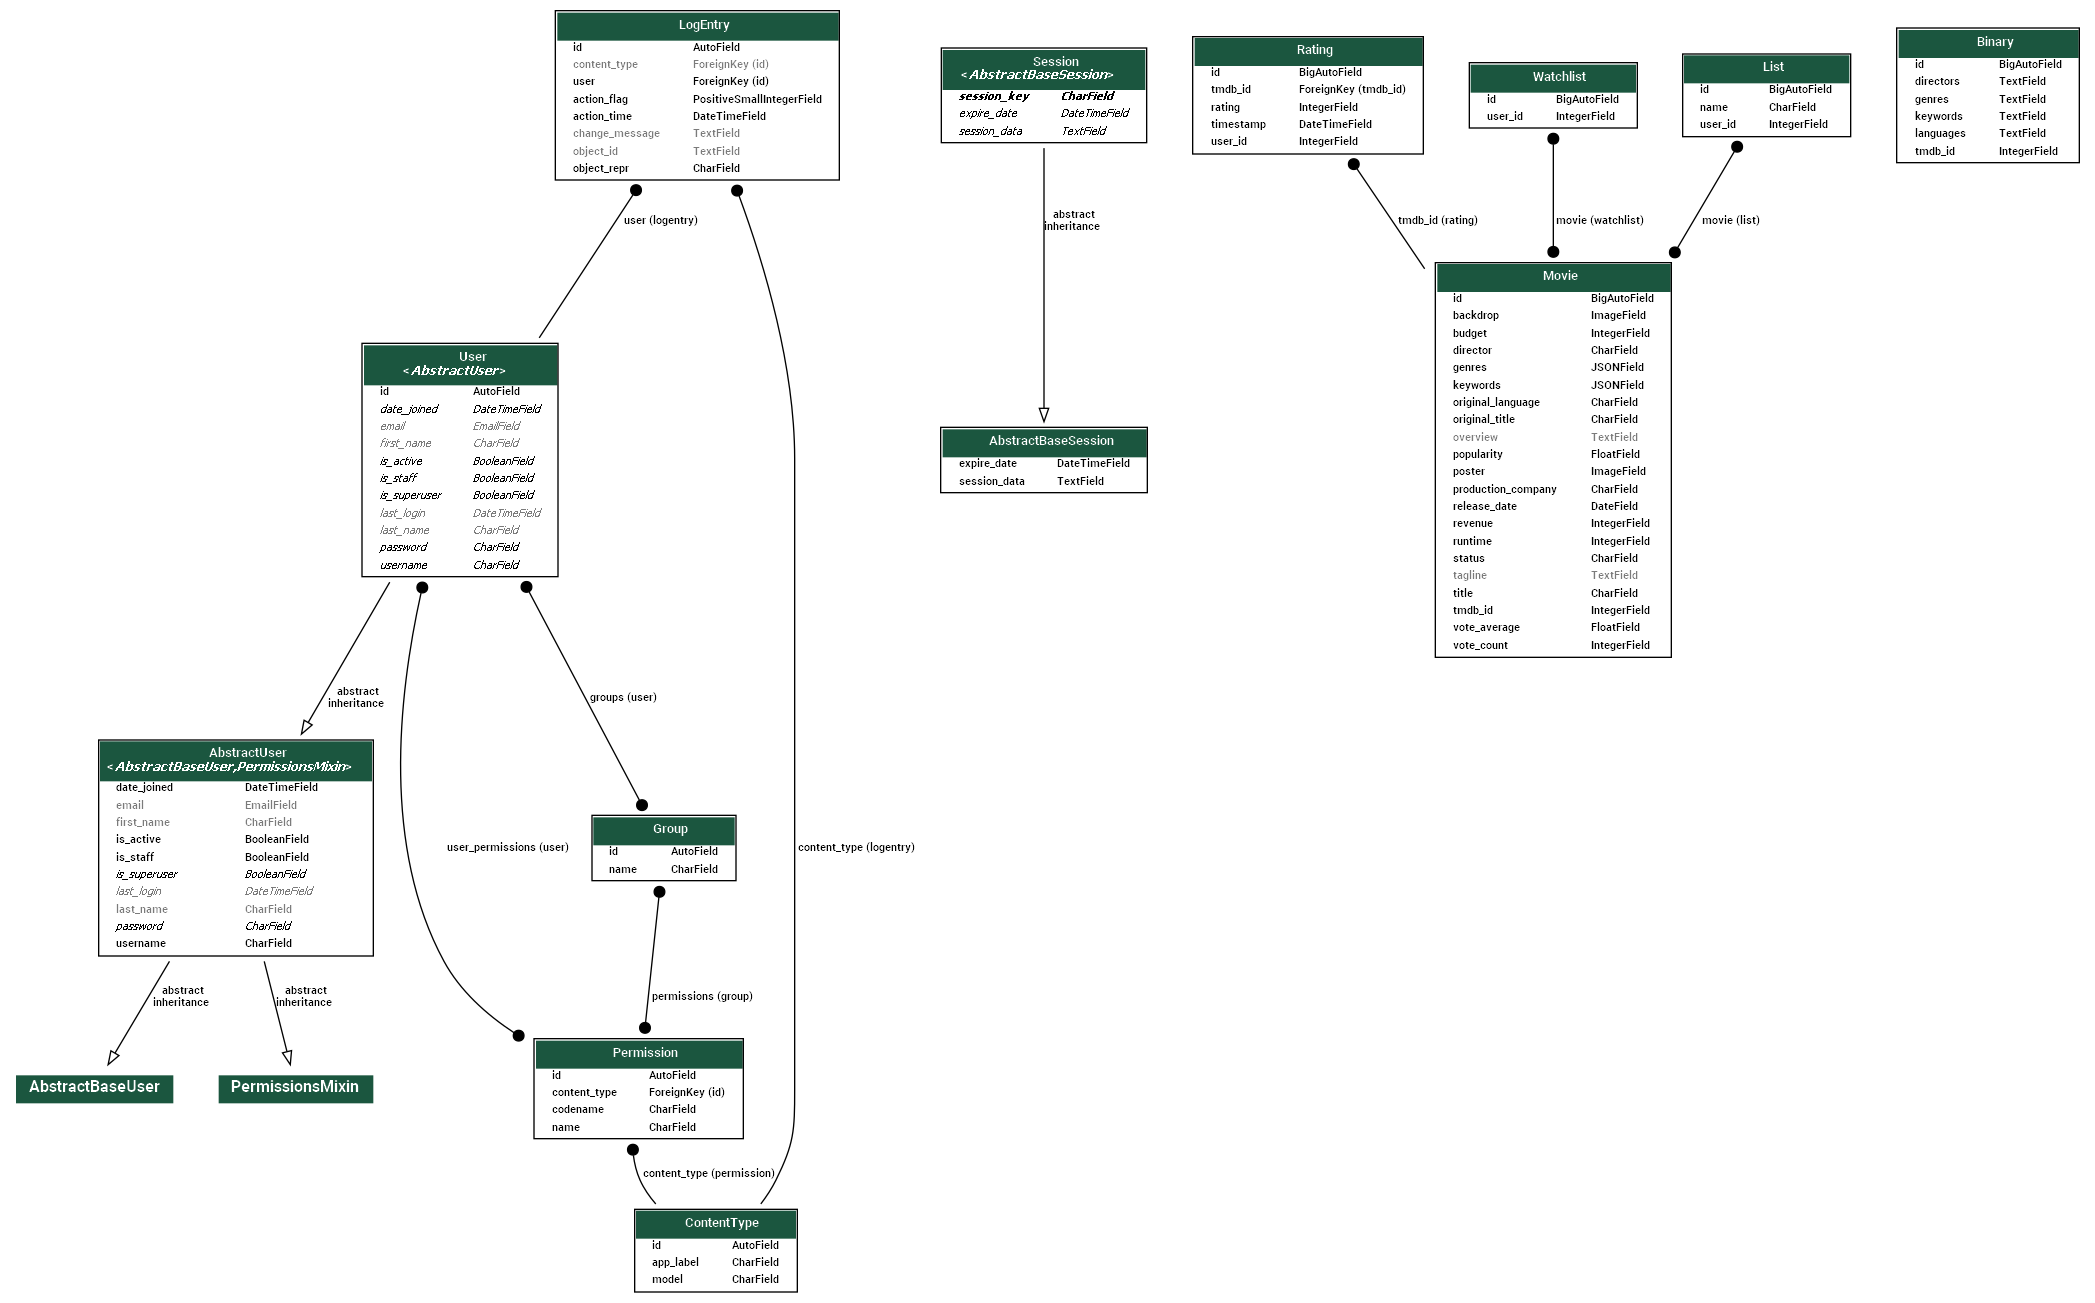 LogEntry
id AutoField
content_type ForeignKey (id)
user ForeignKey (id)
action_flag PositiveSmallIntegerField
action_time DateTimeField
change_message TextField
object_id TextField
object_repr CharField
Session
<AbstractBaseSession>
session_key CharField
expire_date DateTimeField
session_data TextField
Rating
id BigAutoField
tmdb_id ForeignKey (tmdb_id)
rating IntegerField
timestamp DateTimeField
user_id IntegerField
Watchlist
id BigAutoField
user_id IntegerField
List
id BigAutoField
name CharField
user_id IntegerField
Binary
id BigAutoField
directors TextField
genres TextField
keywords TextField
languages TextField
tmdb_id IntegerField
user (logentry)
abstract
inheritance
tmdb_id (rating)
movie (watchlist)
movie (list)
Movie
id BigAutoField
backdrop ImageField
budget IntegerField
director CharField
genres JSONField
keywords JSONField
original_language CharField
original_title CharField
overview TextField
popularity FloatField
poster ImageField
production_company CharField
release_date DateField
revenue IntegerField
runtime IntegerField
status CharField
tagline TextField
title CharField
tmdb_id IntegerField
vote_average FloatField
vote_count IntegerField
User
<AbstractUser>
id AutoField
date_joined DateTimeField
email EmailField
first_name CharField
is_active BooleanField
is_staff BooleanField
is_superuser BooleanField
last_login DateTimeField
last_name CharField
password CharField
username CharField
AbstractBaseSession
expire_date DateTimeField
session_data TextField
abstract
inheritance
groups (user)
AbstractUser
<AbstractBaseUser,PermissionsMixin>
date_joined DateTimeField
email EmailField
first_name CharField
is_active BooleanField
is_staff BooleanField
is_superuser BooleanField
last_login DateTimeField
last_name CharField
password CharField
username CharField
user_permissions (user)
Group
id AutoField
name CharField
content_type (logentry)
abstract
inheritance
abstract
inheritance
permissions (group)
AbstractBaseUser
PermissionsMixin
Permission
id AutoField
content_type ForeignKey (id)
codename CharField
name CharField
content_type (permission)
ContentType
id AutoField
app_label CharField
model CharField